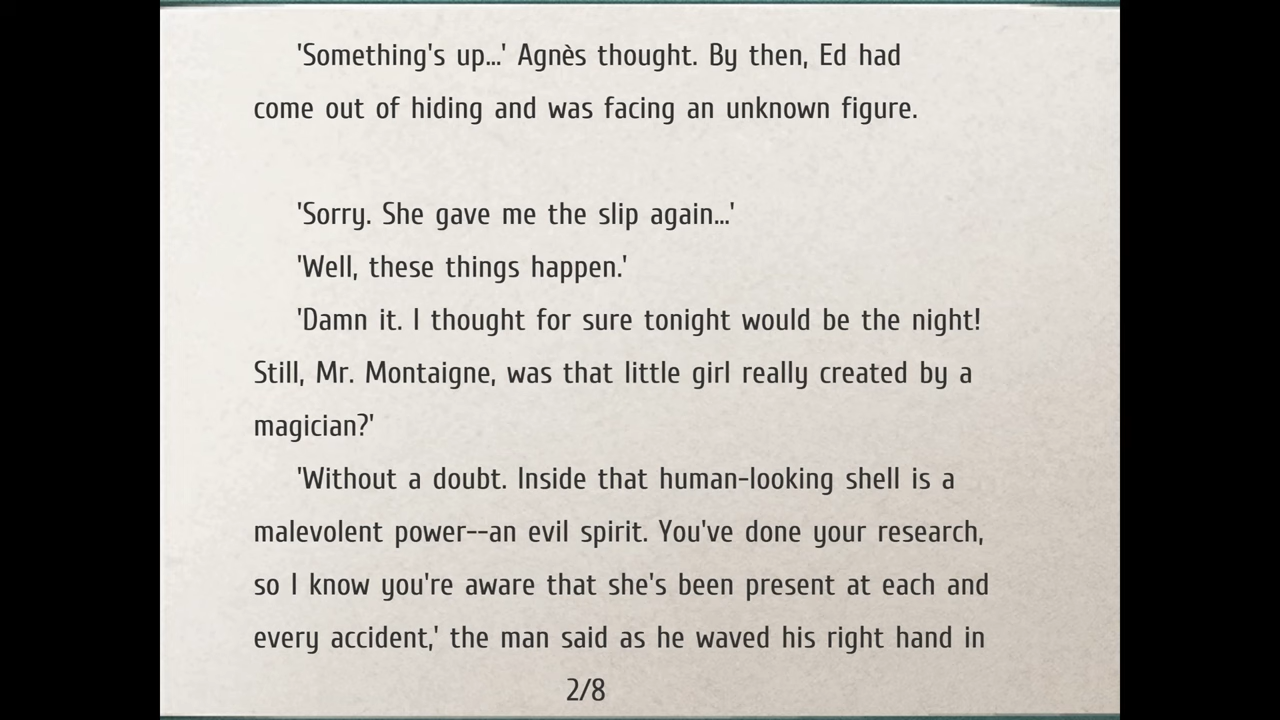 'Something's up...' Agnès thought. By then, Ed had
come out of hiding and was facing an unknown figure.
'Sorry. She gave me the slip again...'
'Well, these things happen.'
'Damn it. I thought for sure tonight would be the night!
Still, Mr. Montaigne, was that little girl really created by a
magician?'
'Without a doubt. Inside that human-looking shell is a
malevolent power--an evil spirit. You've done your research,
so I know you're aware that she's been present at each and
every accident,' the man said as he waved his right hand in
2/8